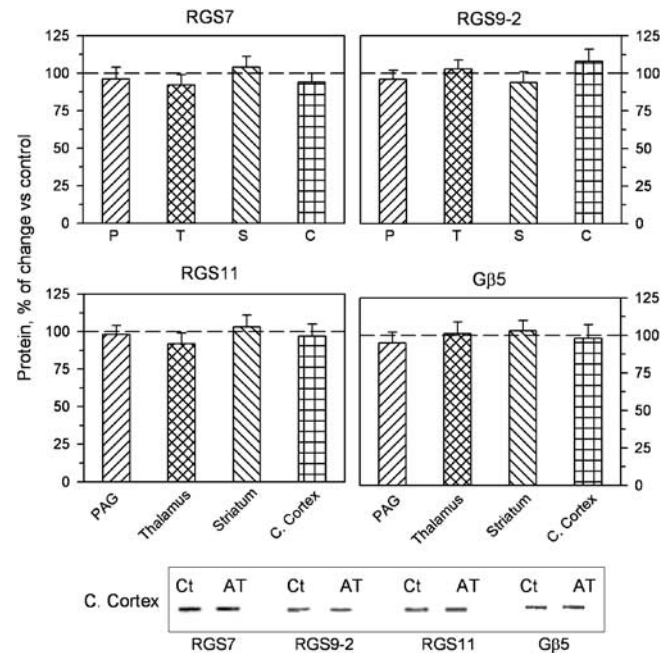 RGS7
RGS9-2
125
100
75
50
25
0
125
100
75
50
25
0
P T S C
P T S C
RGS11
Gβ5
Protein, % of change vs control
125
100
75
50
25
0
125
100
75
50
25
0
PAG Thalamus Striatum C. Cortex
PAG Thalamus Striatum C. Cortex
C. Cortex
Ct AT Ct AT Ct AT Ct AT
RGS7 RGS9-2 RGS11 Gβ5